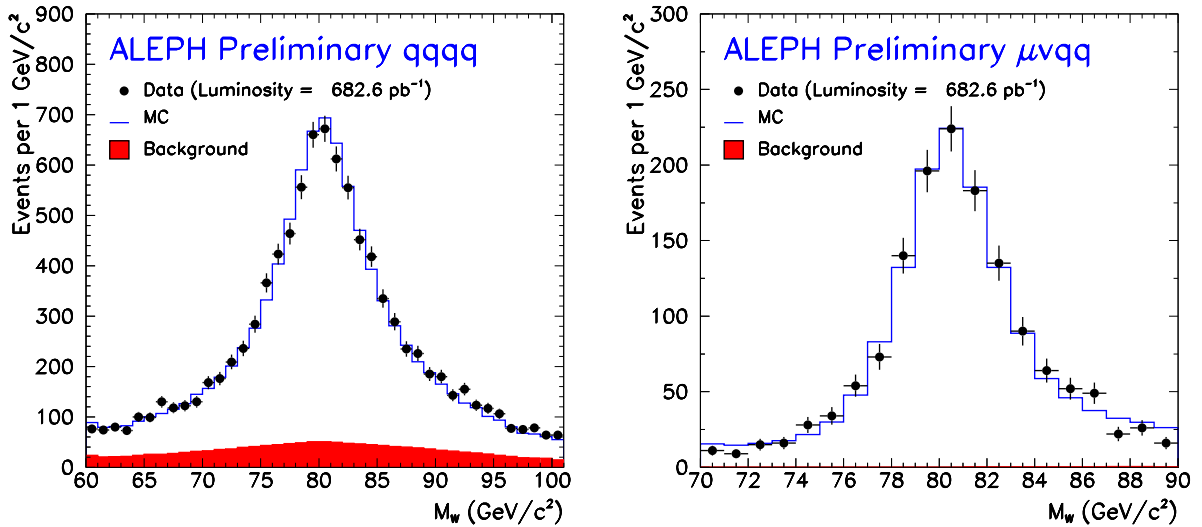 Events per 1 GeV/c²
900
800
700
600
500
400
300
200
100
0
ALEPH Preliminary qqqq
Data (Luminosity = 682.6 pb⁻¹)
MC
Background
60 65 70 75 80 85 90 95 100
M_W (GeV/c²)
Events per 1 GeV/c²
300
250
200
150
100
50
0
ALEPH Preliminary μνqq
Data (Luminosity = 682.6 pb⁻¹)
MC
Background
70 72 74 76 78 80 82 84 86 88 90
M_W (GeV/c²)